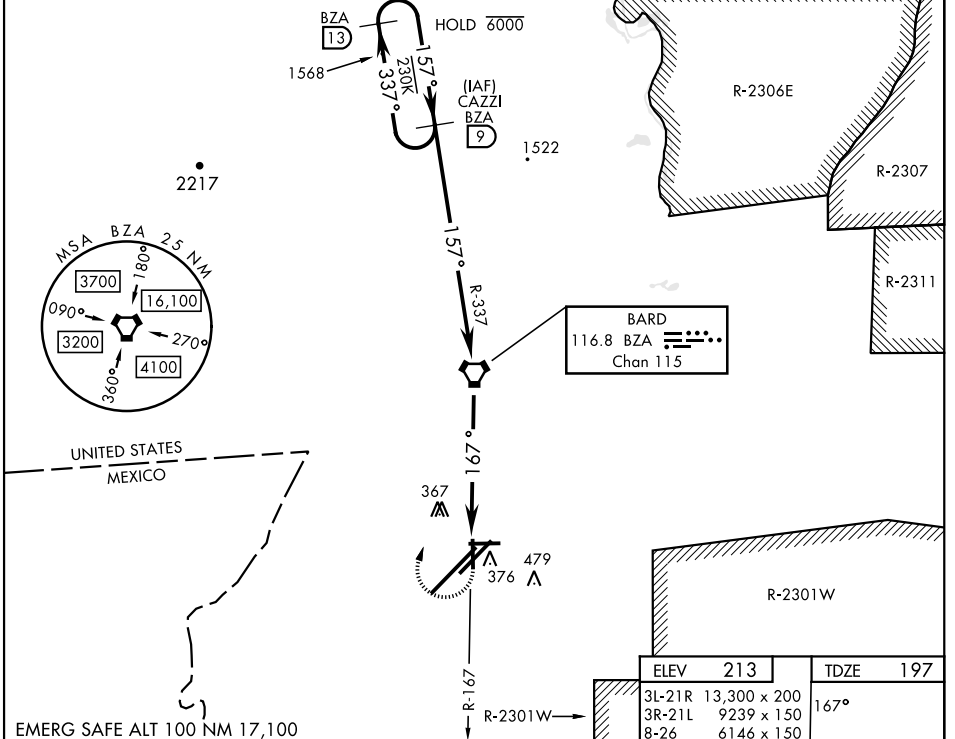 BZA
13
HOLD 6000
1568
157°
230K
337°
(IAF)
CAZZI
BZA
9
1522
2217
R-2306E
R-2307
R-2311
157°
R-337
MSA BZA 25 NM
3700
180°
16,100
090°
3200
270°
4100
360°
BARD
116.8 BZA
Chan 115
UNITED STATES
MEXICO
167°
367
376
479
R-2301W
R-167
R-2301W
ELEV 213
TDZE 197
3L-21R 13,300 x 200
3R-21L 9239 x 150
8-26 6146 x 150
167°
EMERG SAFE ALT 100 NM 17,100